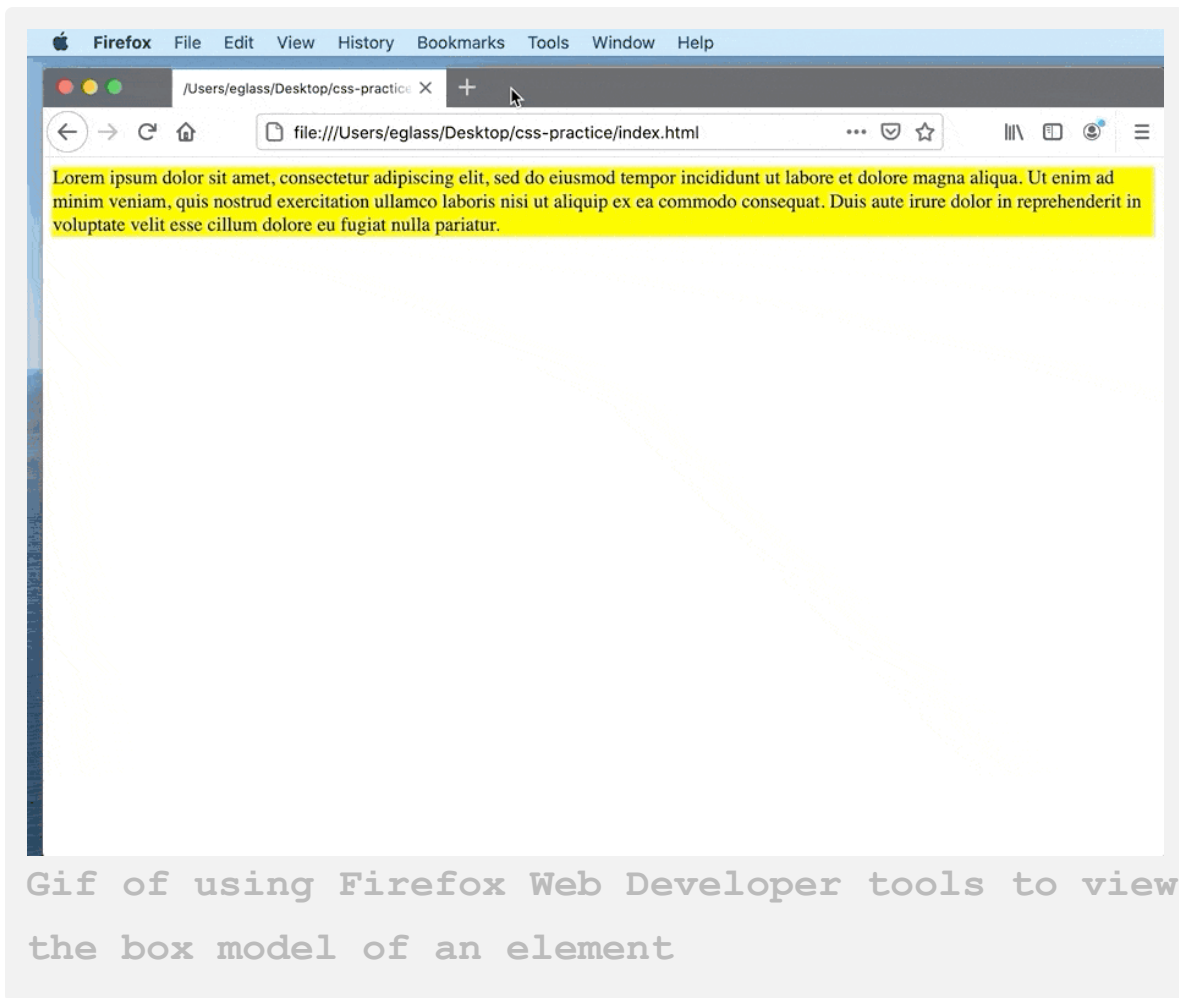 Firefox File Edit View History Bookmarks Tools Window Help
/Users/eglass/Desktop/css-practice
file:///Users/eglass/Desktop/css-practice/index.html
Lorem ipsum dolor sit amet, consectetur adipiscing elit, sed do eiusmod tempor incididunt ut labore et dolore magna aliqua. Ut enim ad
minim veniam, quis nostrud exercitation ullamco laboris nisi ut aliquip ex ea commodo consequat. Duis aute irure dolor in reprehenderit in
voluptate velit esse cillum dolore eu fugiat nulla pariatur.
Gif of using Firefox Web Developer tools to view
the box model of an element